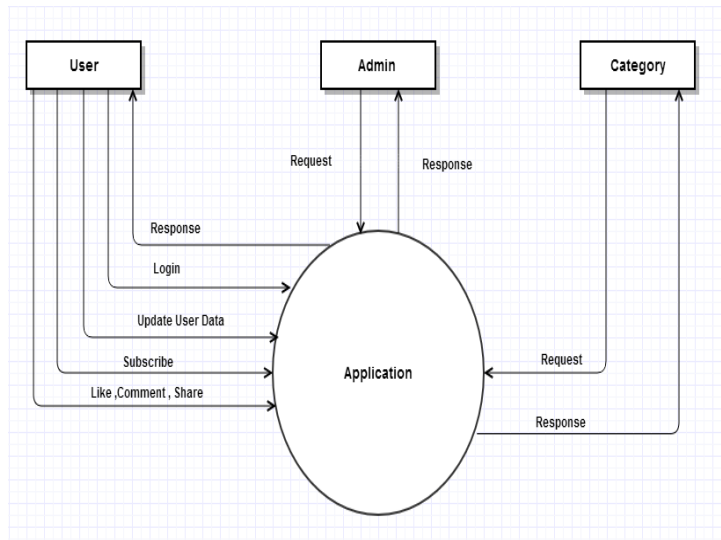 User
Admin
Category
Request
Response
Response
Login
Update User Data
Subscribe
Like ,Comment , Share
Application
Request
Response